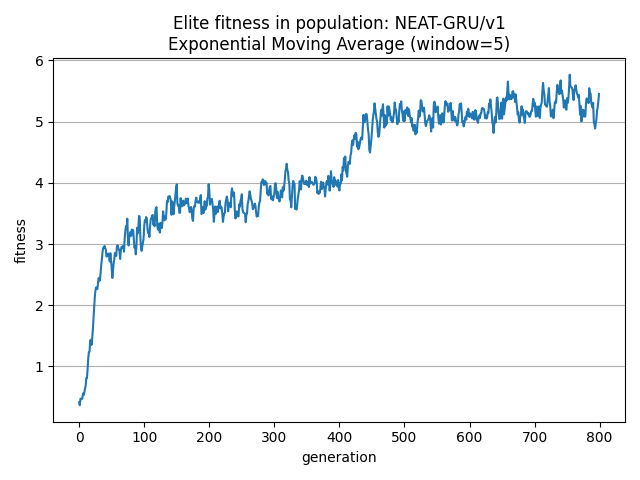 Elite fitness in population: NEAT-GRU/v1
Exponential Moving Average (window=5)
6
5
4
3
2
1
fitness
0 100 200 300 400 500 600 700 800
generation